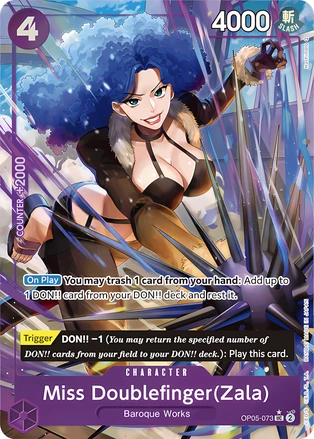 4
4000
斬
SLASH
COUNTER +2000
On Play You may trash 1 card from your hand: Add up to
1 DON!! card from your DON!! deck and rest it.
Trigger DON!! −1 (You may return the specified number of
DON!! cards from your field to your DON!! deck.): Play this card.
CHARACTER
Miss Doublefinger(Zala)
Baroque Works
OP05-073 UC 2